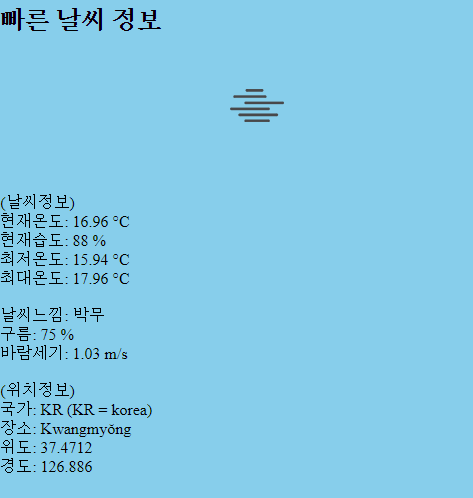 빠른 날씨 정보
(날씨정보)
현재온도: 16.96 °C
현재습도: 88 %
최저온도: 15.94 °C
최대온도: 17.96 °C
날씨느낌: 박무
구름: 75 %
바람세기: 1.03 m/s
(위치정보)
국가: KR (KR = korea)
장소: Kwangmyŏng
위도: 37.4712
경도: 126.886